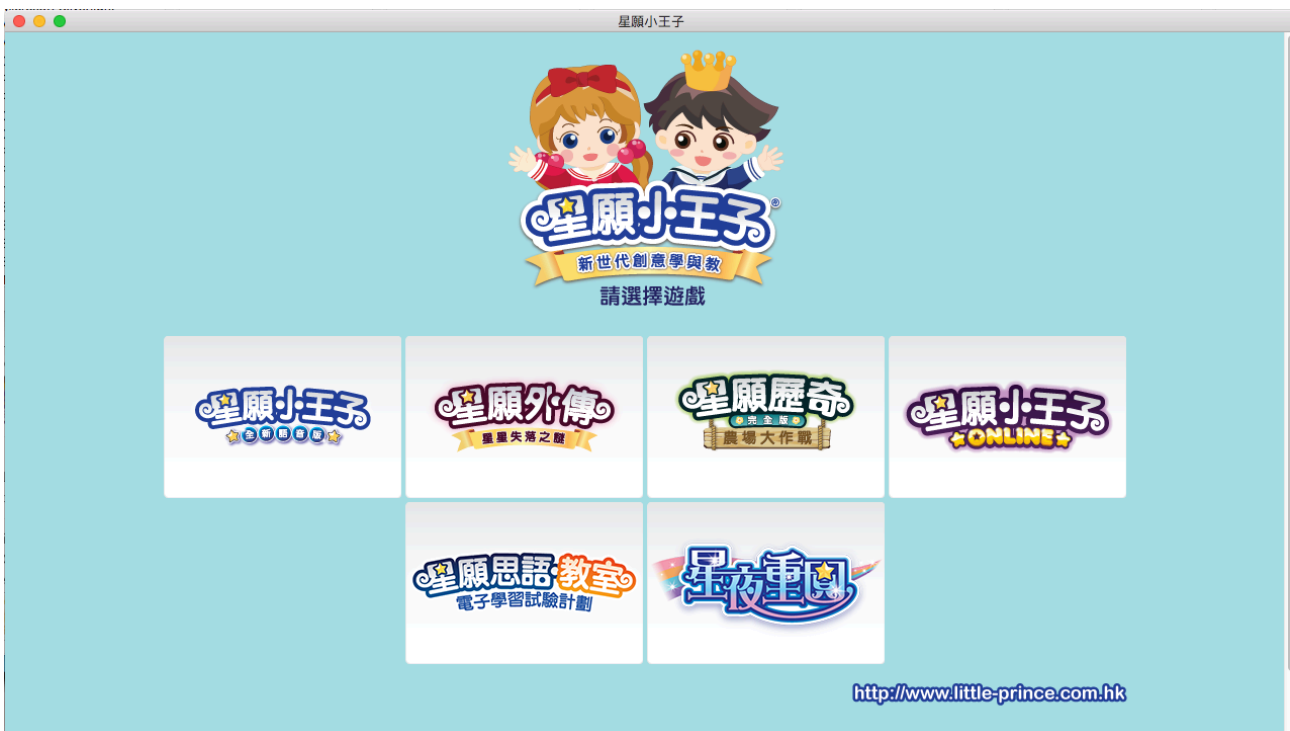 星願小王子
星願小王子®
新世代創意學與教
請選擇遊戲
星願小王子
全新語音版
星願外傳
星星失落之謎
星願歷奇
完全版
農場大作戰
星願小王子
ONLINE
星願思語·教室
電子學習試驗計劃
星夜重圓
http://www.little-prince.com.hk